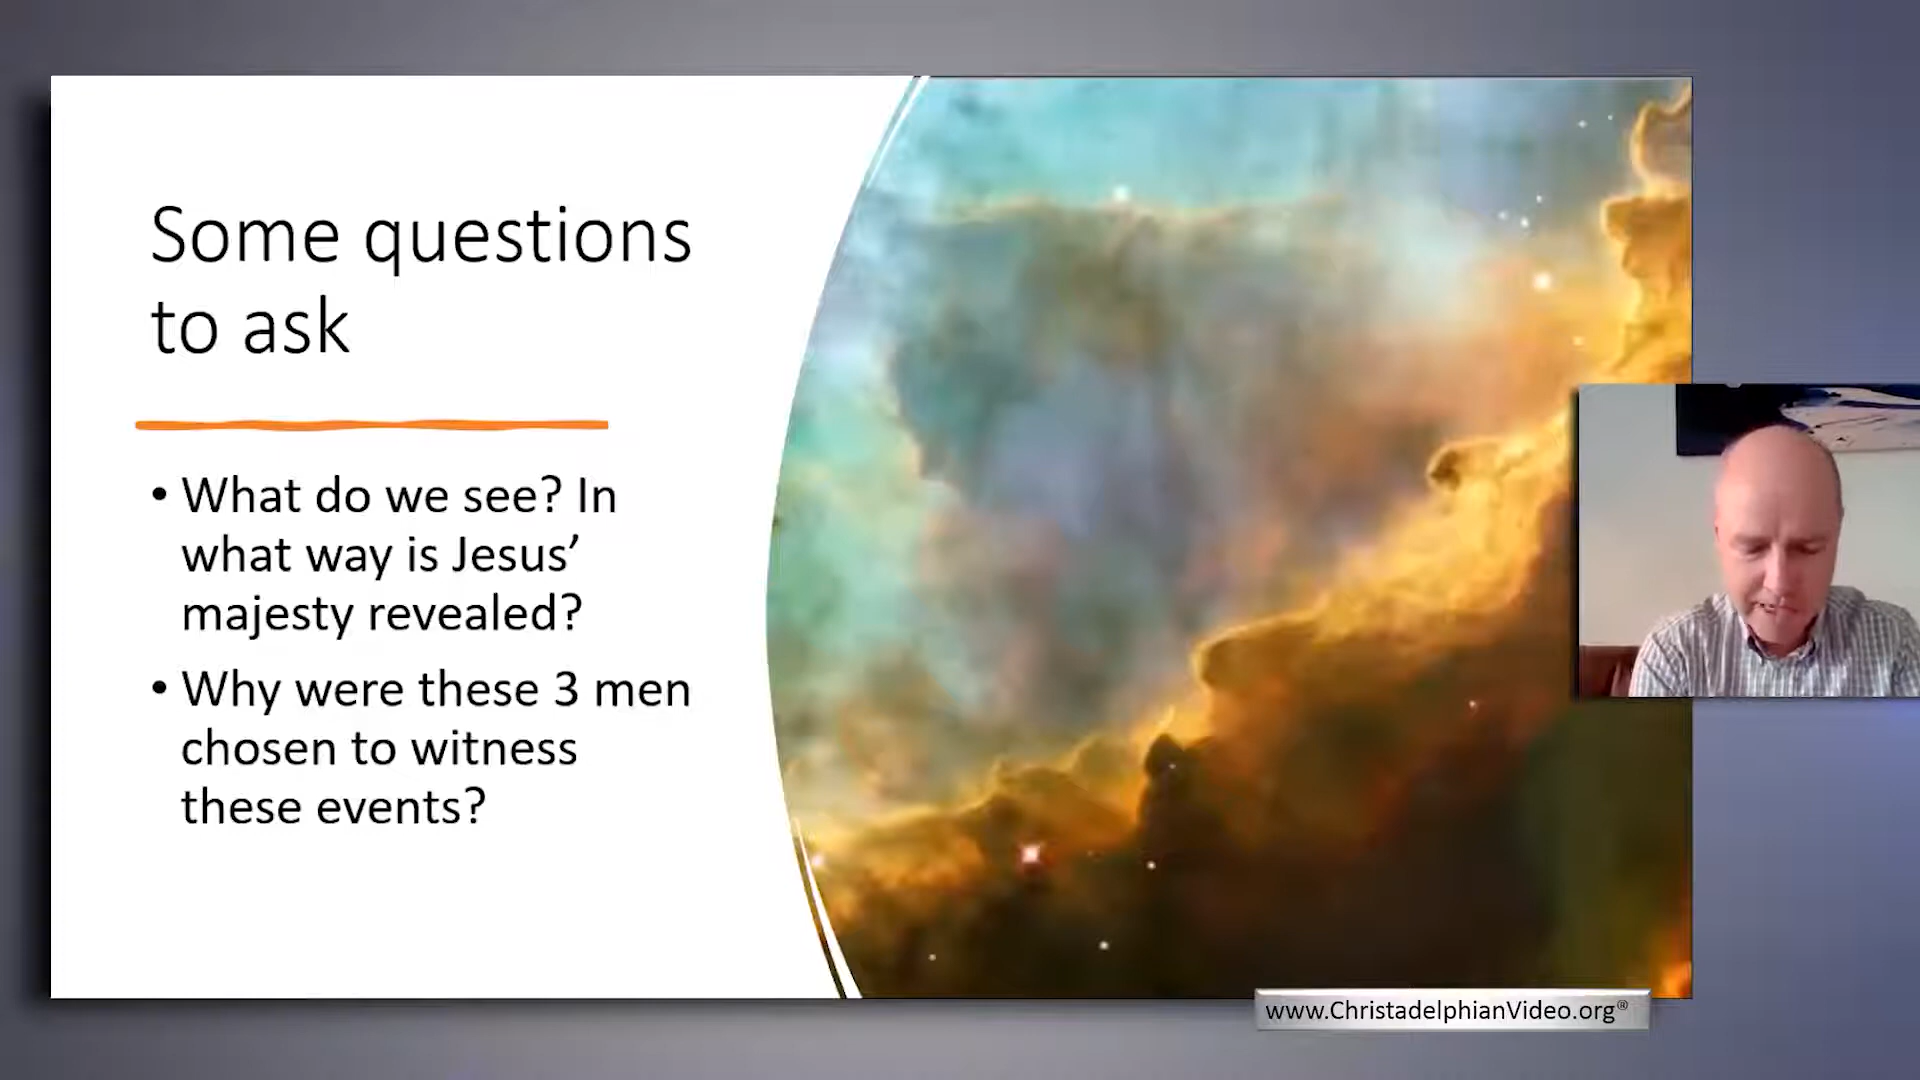 Some questions
to ask
• What do we see? In
what way is Jesus’
majesty revealed?
• Why were these 3 men
chosen to witness
these events?
www.ChristadelphianVideo.org®